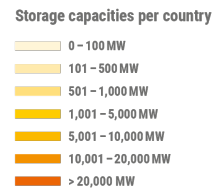 Storage capacities per country
0 – 100 MW
101 – 500 MW
501 – 1,000 MW
1,001 – 5,000 MW
5,001 – 10,000 MW
10,001 – 20,000 MW
> 20,000 MW